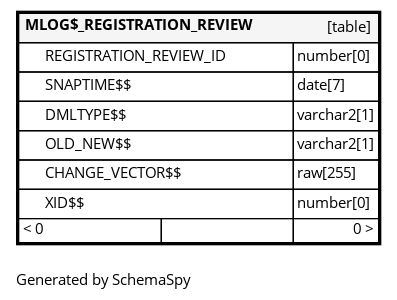 MLOG$_REGISTRATION_REVIEW [table]
REGISTRATION_REVIEW_ID number[0]
SNAPTIME$$ date[7]
DMLTYPE$$ varchar2[1]
OLD_NEW$$ varchar2[1]
CHANGE_VECTOR$$ raw[255]
XID$$ number[0]
< 0 0 >
Generated by SchemaSpy